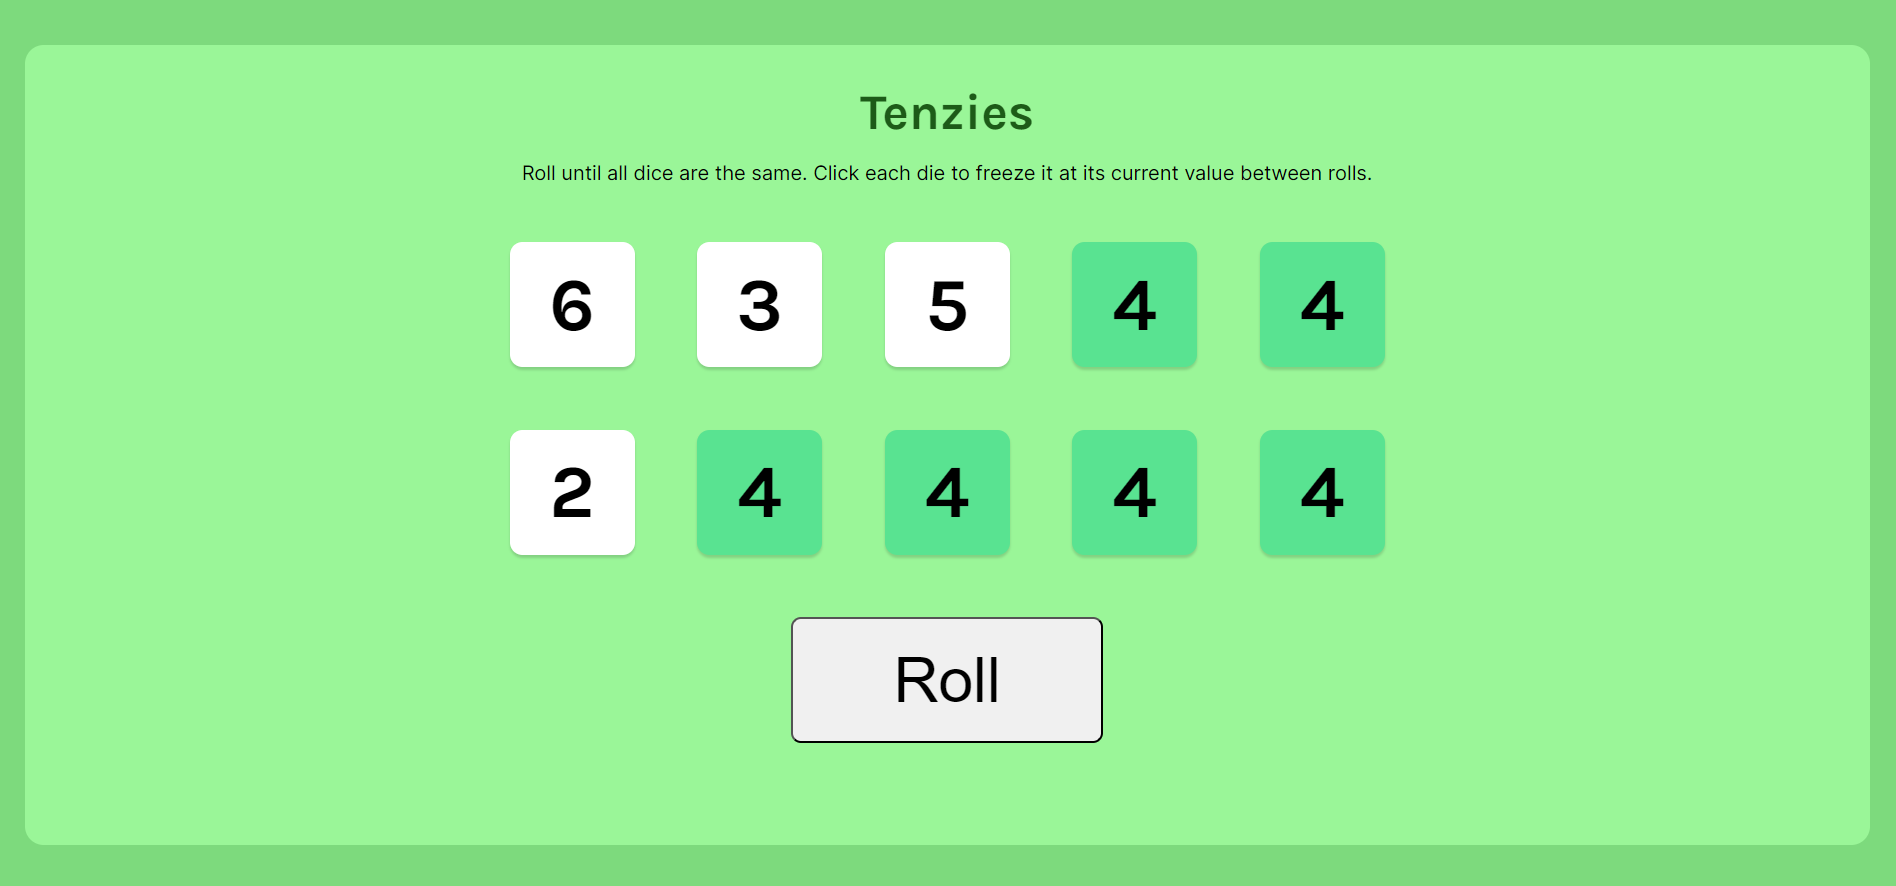 Tenzies
Roll until all dice are the same. Click each die to freeze it at its current value between rolls.
6 3 5 4 4
2 4 4 4 4
Roll